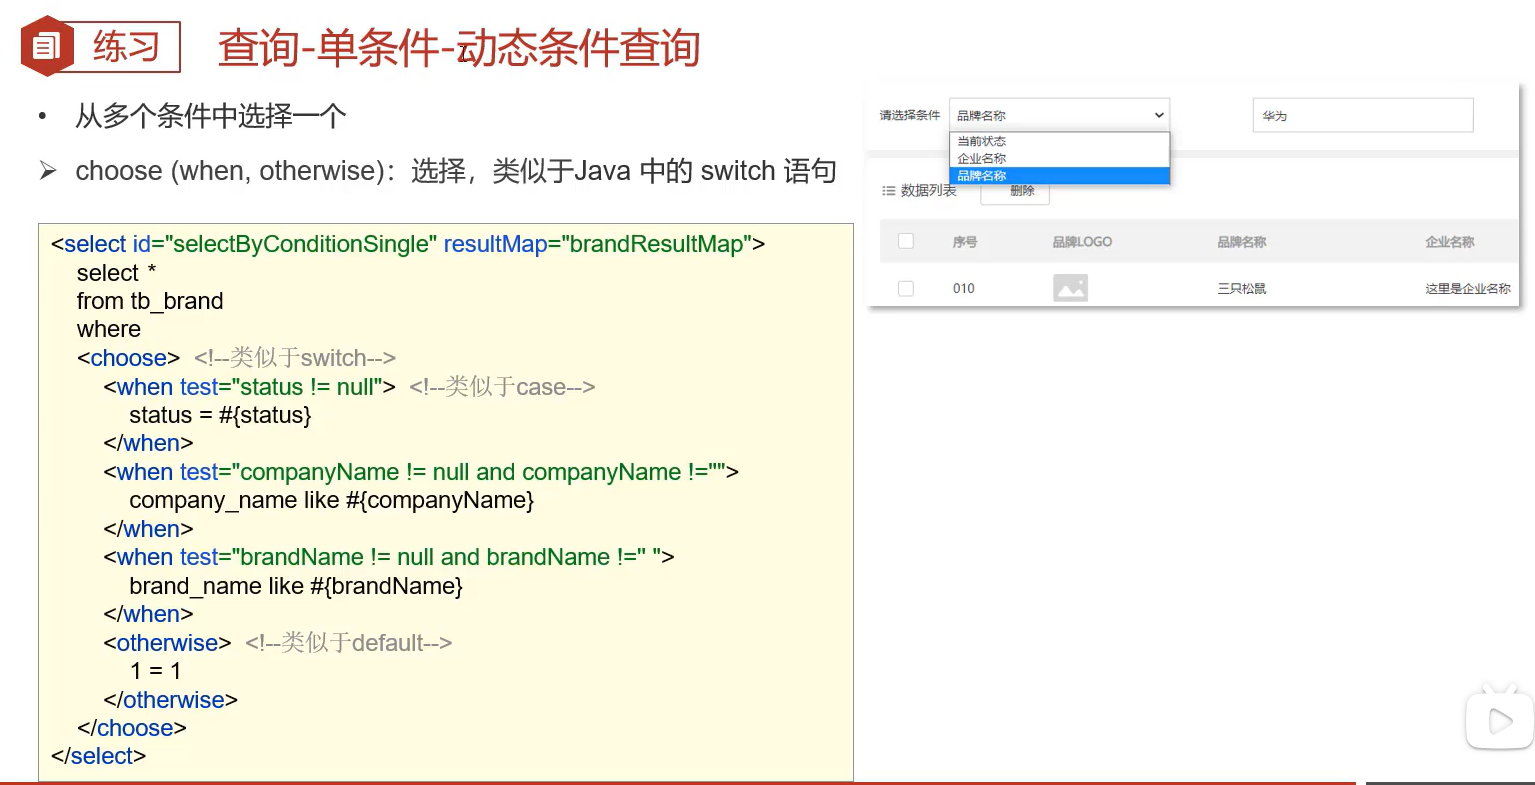 练习
查询-单条件-动态条件查询
• 从多个条件中选择一个
➢ choose (when, otherwise)：选择，类似于Java 中的 switch 语句
<select id="selectByConditionSingle" resultMap="brandResultMap">
select *
from tb_brand
where
<choose> <!--类似于switch-->
<when test="status != null"> <!--类似于case-->
status = #{status}
</when>
<when test="companyName != null and companyName !=''">
company_name like #{companyName}
</when>
<when test="brandName != null and brandName !='' ">
brand_name like #{brandName}
</when>
<otherwise> <!--类似于default-->
1 = 1
</otherwise>
</choose>
</select>
请选择条件 品牌名称 华为
当前状态
企业名称
品牌名称
数据列表 删除
序号 品牌LOGO 品牌名称 企业名称
010 三只松鼠 这里是企业名称